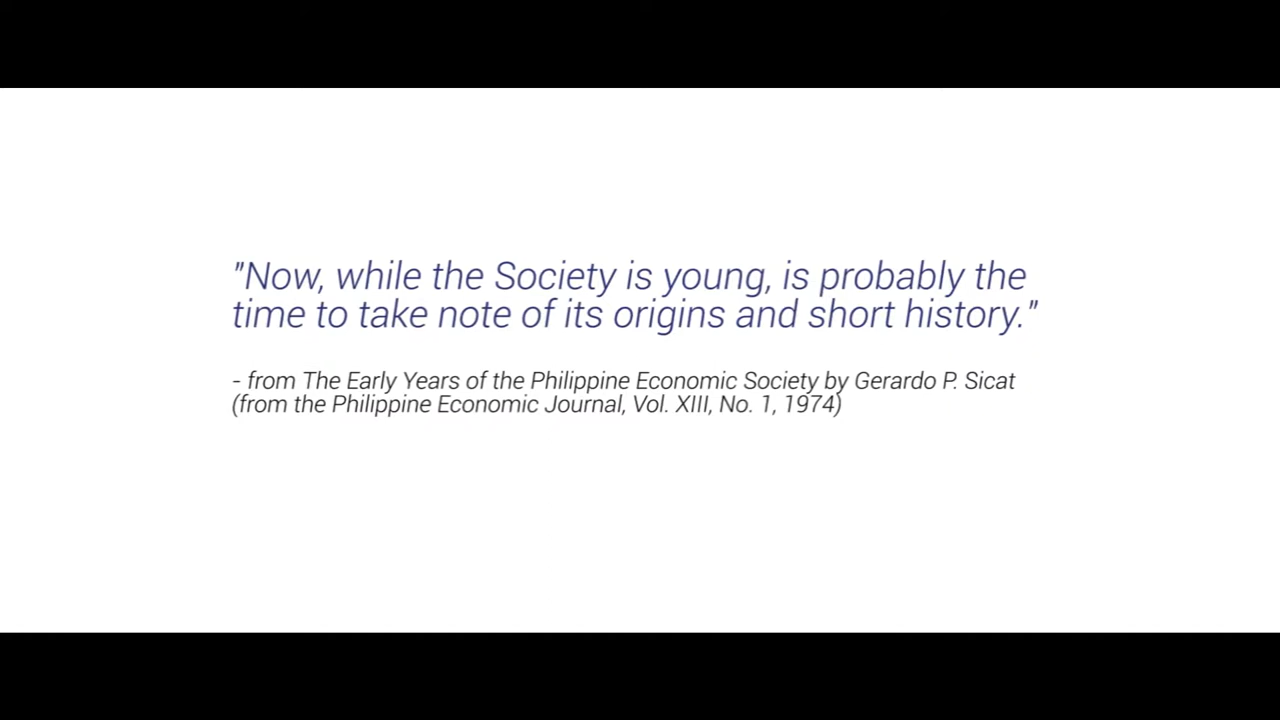 "Now, while the Society is young, is probably the
time to take note of its origins and short history."
- from The Early Years of the Philippine Economic Society by Gerardo P. Sicat
(from the Philippine Economic Journal, Vol. XIII, No. 1, 1974)